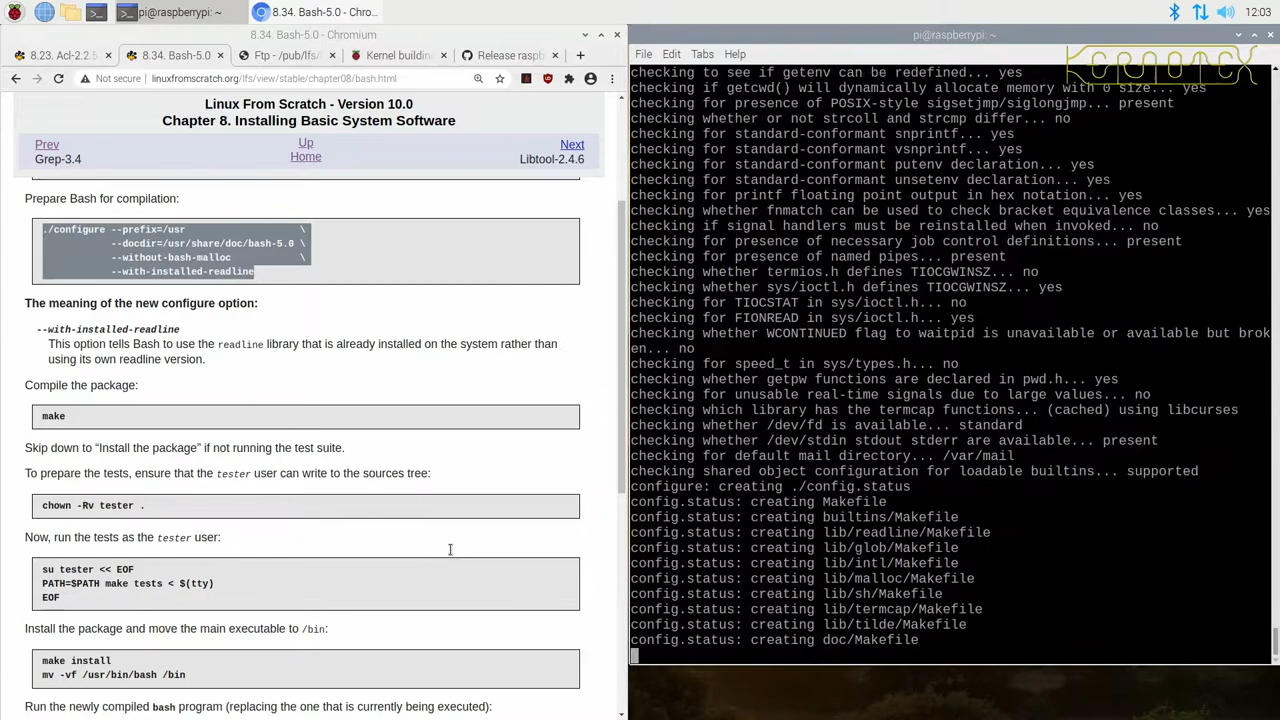 pi@raspberrypi: ~
8.34. Bash-5.0 - Chro...
12:03
8.34. Bash-5.0 - Chromium
8.23. Acl-2.2.5
8.34. Bash-5.0
Ftp - /pub/lfs/
Kernel building
Release raspb
Not secure | linuxfromscratch.org/lfs/view/stable/chapter08/bash.html
Linux From Scratch - Version 10.0
Chapter 8. Installing Basic System Software
Prev
Up
Next
Grep-3.4
Home
Libtool-2.4.6
Prepare Bash for compilation:
./configure --prefix=/usr \
--docdir=/usr/share/doc/bash-5.0 \
--without-bash-malloc \
--with-installed-readline
The meaning of the new configure option:
--with-installed-readline
This option tells Bash to use the readline library that is already installed on the system rather than
using its own readline version.
Compile the package:
make
Skip down to “Install the package” if not running the test suite.
To prepare the tests, ensure that the tester user can write to the sources tree:
chown -Rv tester .
Now, run the tests as the tester user:
su tester << EOF
PATH=$PATH make tests < $(tty)
EOF
Install the package and move the main executable to /bin:
make install
mv -vf /usr/bin/bash /bin
Run the newly compiled bash program (replacing the one that is currently being executed):
pi@raspberrypi: ~
File Edit Tabs Help
checking to see if getenv can be redefined... yes
checking if getcwd() will dynamically allocate memory with 0 size... yes
checking for presence of POSIX-style sigsetjmp/siglongjmp... present
checking whether or not strcoll and strcmp differ... no
checking for standard-conformant snprintf... yes
checking for standard-conformant vsnprintf... yes
checking for standard-conformant putenv declaration... yes
checking for standard-conformant unsetenv declaration... yes
checking for printf floating point output in hex notation... yes
checking whether fnmatch can be used to check bracket equivalence classes... yes
checking if signal handlers must be reinstalled when invoked... no
checking for presence of necessary job control definitions... present
checking for presence of named pipes... present
checking whether termios.h defines TIOCGWINSZ... no
checking whether sys/ioctl.h defines TIOCGWINSZ... yes
checking for TIOCSTAT in sys/ioctl.h... no
checking for FIONREAD in sys/ioctl.h... yes
checking whether WCONTINUED flag to waitpid is unavailable or available but brok
en... no
checking for speed_t in sys/types.h... no
checking whether getpw functions are declared in pwd.h... yes
checking for unusable real-time signals due to large values... no
checking which library has the termcap functions... (cached) using libcurses
checking whether /dev/fd is available... standard
checking whether /dev/stdin stdout stderr are available... present
checking for default mail directory... /var/mail
checking shared object configuration for loadable builtins... supported
configure: creating ./config.status
config.status: creating Makefile
config.status: creating builtins/Makefile
config.status: creating lib/readline/Makefile
config.status: creating lib/glob/Makefile
config.status: creating lib/intl/Makefile
config.status: creating lib/malloc/Makefile
config.status: creating lib/sh/Makefile
config.status: creating lib/termcap/Makefile
config.status: creating lib/tilde/Makefile
config.status: creating doc/Makefile